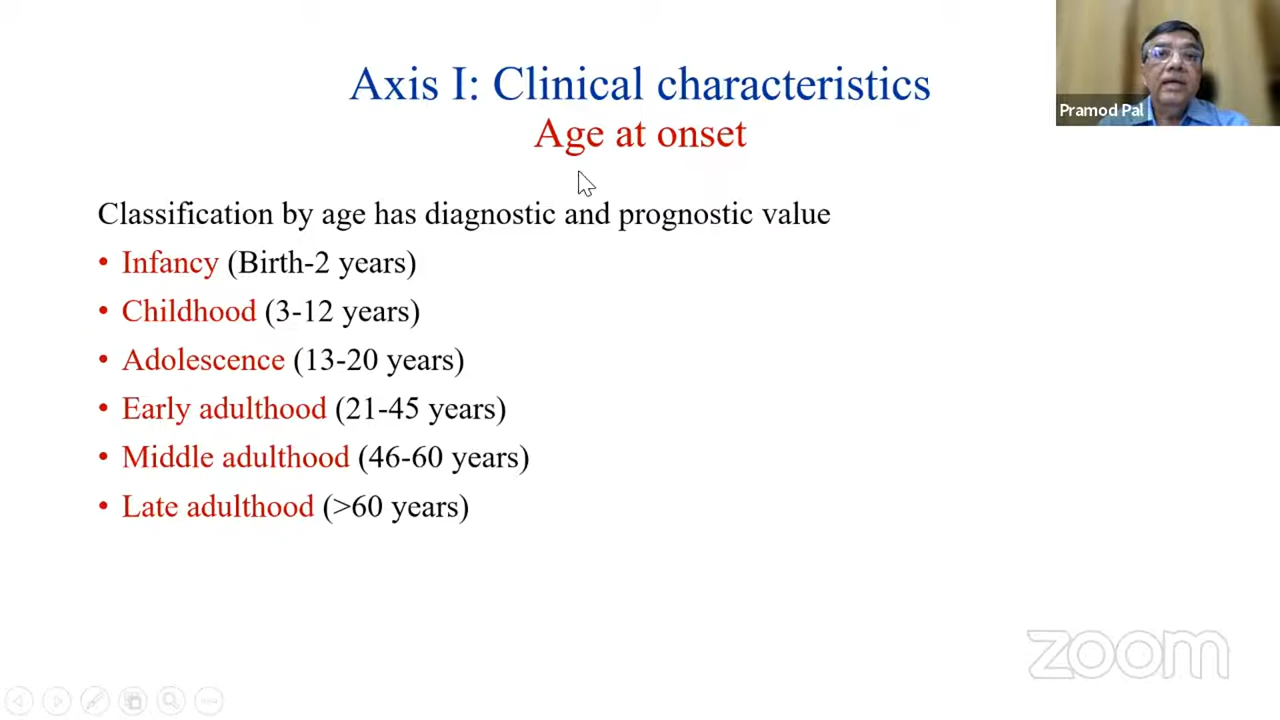 Axis I: Clinical characteristics
Age at onset
Pramod Pal
Classification by age has diagnostic and prognostic value
• Infancy (Birth-2 years)
• Childhood (3-12 years)
• Adolescence (13-20 years)
• Early adulthood (21-45 years)
• Middle adulthood (46-60 years)
• Late adulthood (>60 years)
zoom